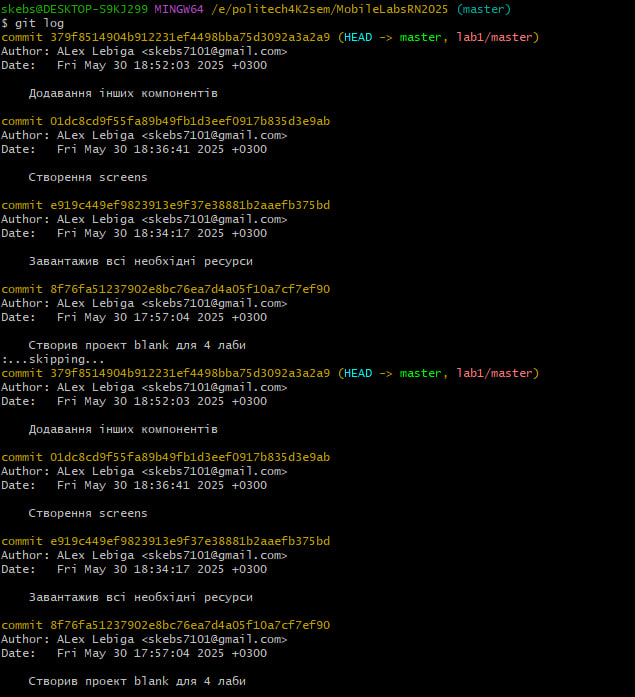 skebs@DESKTOP-S9KJ299 MINGW64 /e/politech4K2sem/MobileLabsRN2025 (master)
$ git log
commit 379f8514904b912231ef4498bba75d3092a3a2a9 (HEAD -> master, lab1/master)
Author: ALex Lebiga <skebs7101@gmail.com>
Date:   Fri May 30 18:52:03 2025 +0300

    Додавання інших компонентів

commit 01dc8cd9f55fa89b49fb1d3eef0917b835d3e9ab
Author: ALex Lebiga <skebs7101@gmail.com>
Date:   Fri May 30 18:36:41 2025 +0300

    Створення screens

commit e919c449ef9823913e9f37e38881b2aaefb375bd
Author: ALex Lebiga <skebs7101@gmail.com>
Date:   Fri May 30 18:34:17 2025 +0300

    Завантажив всі необхідні ресурси

commit 8f76fa51237902e8bc76ea7d4a05f10a7cf7ef90
Author: ALex Lebiga <skebs7101@gmail.com>
Date:   Fri May 30 17:57:04 2025 +0300

    Створив проект blank для 4 лаби
:...skipping...
commit 379f8514904b912231ef4498bba75d3092a3a2a9 (HEAD -> master, lab1/master)
Author: ALex Lebiga <skebs7101@gmail.com>
Date:   Fri May 30 18:52:03 2025 +0300

    Додавання інших компонентів

commit 01dc8cd9f55fa89b49fb1d3eef0917b835d3e9ab
Author: ALex Lebiga <skebs7101@gmail.com>
Date:   Fri May 30 18:36:41 2025 +0300

    Створення screens

commit e919c449ef9823913e9f37e38881b2aaefb375bd
Author: ALex Lebiga <skebs7101@gmail.com>
Date:   Fri May 30 18:34:17 2025 +0300

    Завантажив всі необхідні ресурси

commit 8f76fa51237902e8bc76ea7d4a05f10a7cf7ef90
Author: ALex Lebiga <skebs7101@gmail.com>
Date:   Fri May 30 17:57:04 2025 +0300

    Створив проект blank для 4 лаби